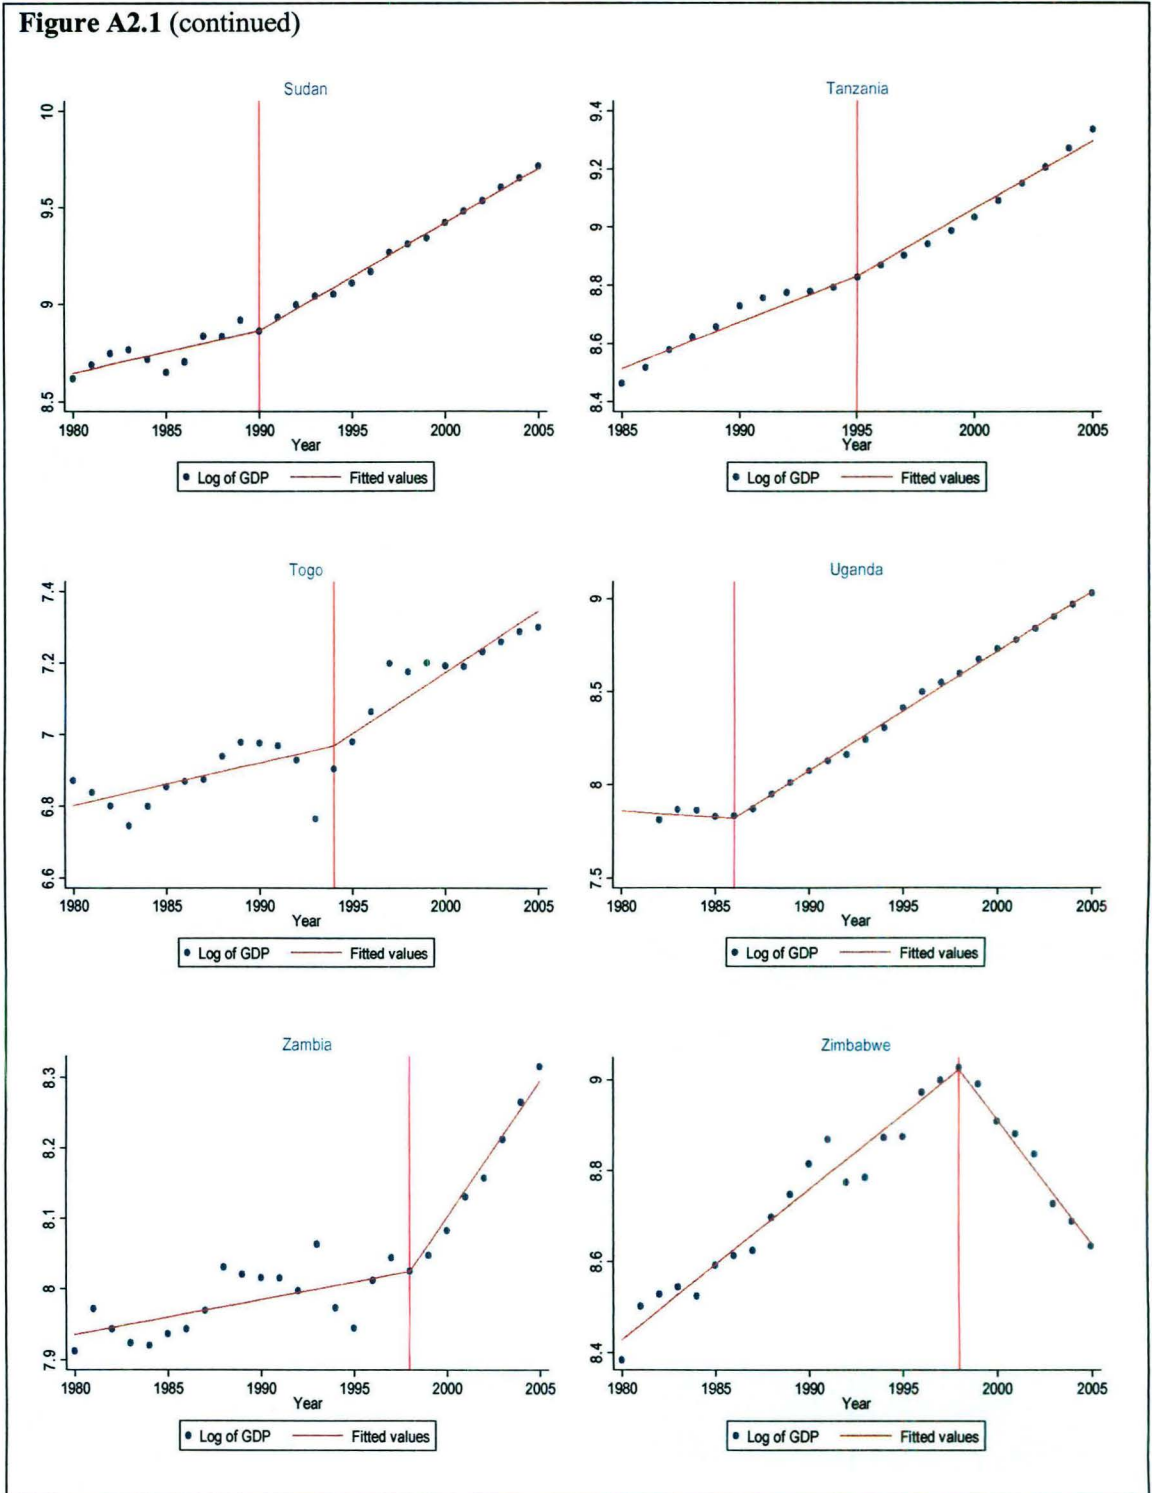 Figure A2.1 (continued)
Sudan
10
9.5
9
8.5
1980 1985 1990 1995 2000 2005
Year
Log of GDP Fitted values
Tanzania
9.4
9.2
9
8.8
8.6
8.4
1985 1990 1995 2000 2005
Year
Log of GDP Fitted values
Togo
7.4
7.2
7
6.8
6.6
1980 1985 1990 1995 2000 2005
Year
Log of GDP Fitted values
Uganda
9
8.5
8
7.5
1980 1985 1990 1995 2000 2005
Year
Log of GDP Fitted values
Zambia
8.3
8.2
8.1
8
7.9
1980 1985 1990 1995 2000 2005
Year
Log of GDP Fitted values
Zimbabwe
9
8.8
8.6
8.4
1980 1985 1990 1995 2000 2005
Year
Log of GDP Fitted values